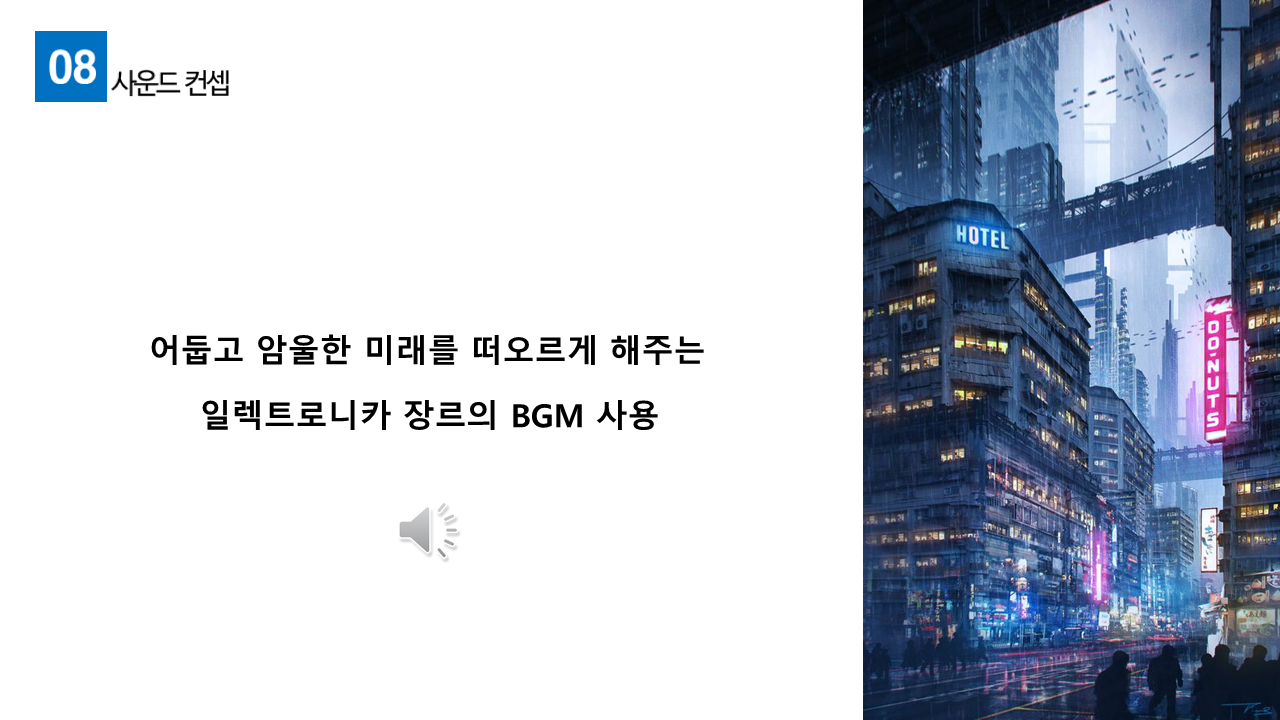 08
사운드 컨셉
어둡고 암울한 미래를 떠오르게 해주는
일렉트로니카 장르의 BGM 사용
HOTEL
DO-NUTS